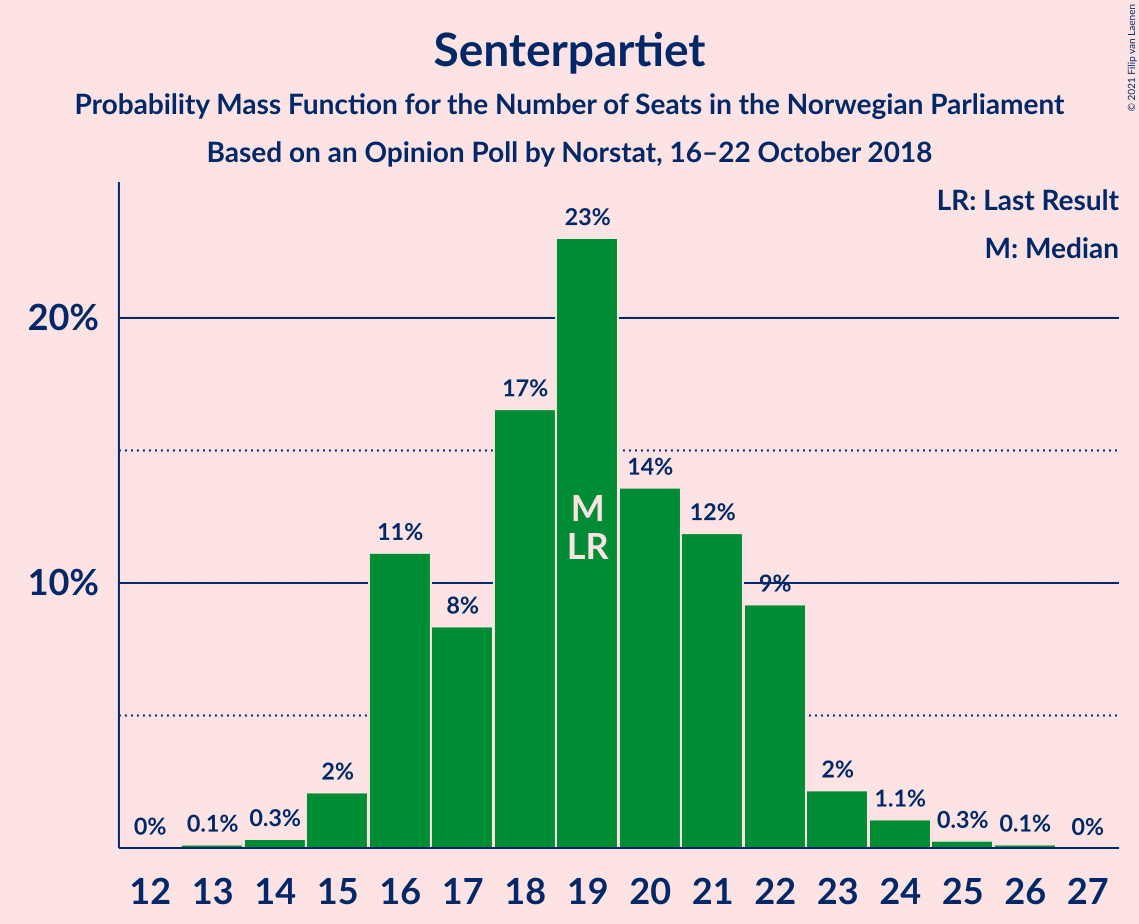 Senterpartiet
Probability Mass Function for the Number of Seats in the Norwegian Parliament
Based on an Opinion Poll by Norstat, 16–22 October 2018
© 2021 Filip van Laenen
LR: Last Result
M: Median
20%
10%
0%
0.1%
0.3%
2%
11%
8%
17%
23%
14%
12%
9%
2%
1.1%
0.3%
0.1%
0%
M
LR
12 13 14 15 16 17 18 19 20 21 22 23 24 25 26 27